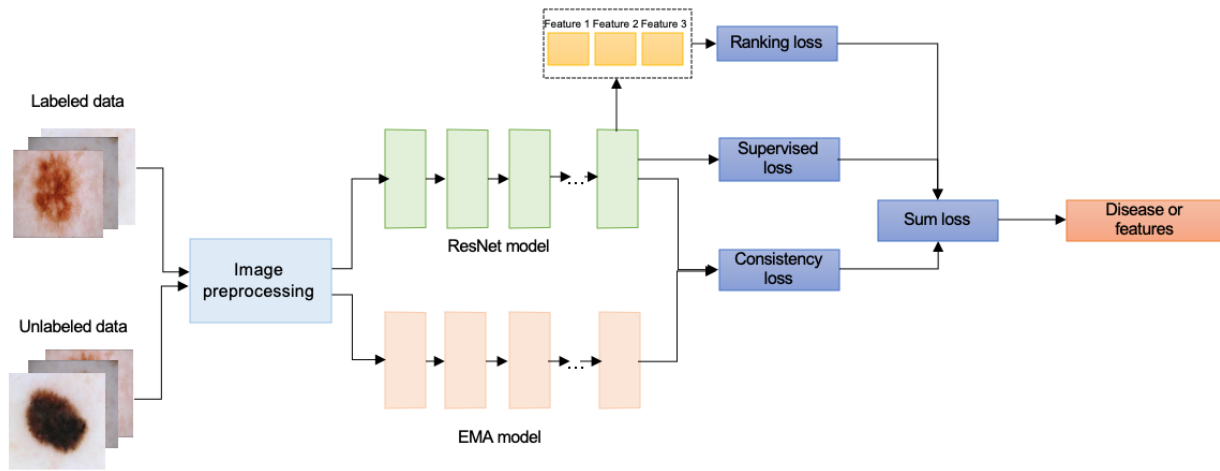 Feature 1 Feature 2 Feature 3
Ranking loss
Labeled data
Supervised
loss
...
ResNet model
Sum loss
Disease or
features
Image
preprocessing
Consistency
loss
Unlabeled data
...
EMA model